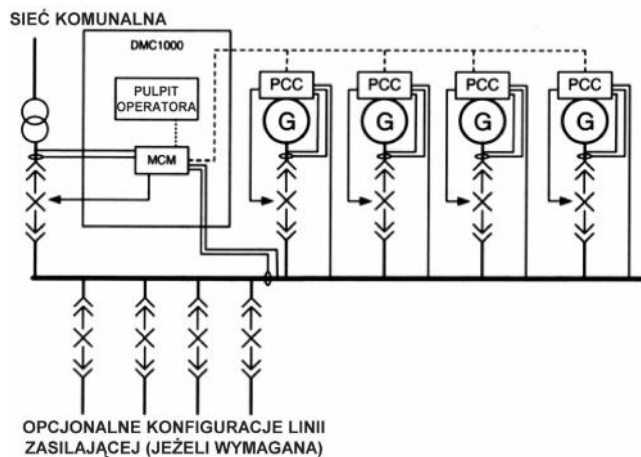 SIEĆ KOMUNALNA
DMC1000
PULPIT
OPERATORA
MCM
PCC
PCC
PCC
PCC
G
G
G
G
OPCJONALNE KONFIGURACJE LINII
ZASILAJĄCEJ (JEŻELI WYMAGANA)